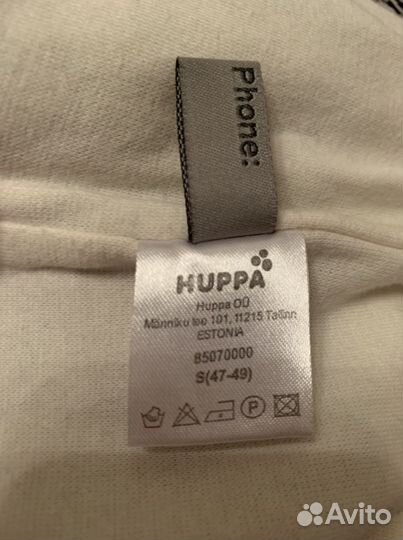 Phone:
HUPPA
Huppa OÜ
Männiku tee 101, 11215 Tallinn
ESTONIA
85070000
S(47-49)
P
Avito